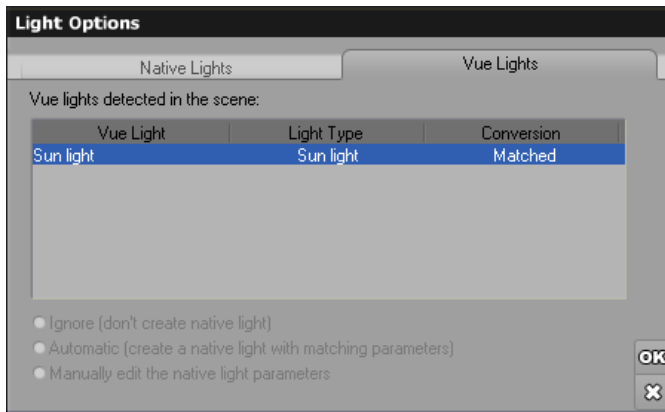 Light Options
Native Lights Vue Lights
Vue lights detected in the scene:
Vue Light Light Type Conversion
Sun light Sun light Matched
Ignore (don't create native light)
Automatic (create a native light with matching parameters)
Manually edit the native light parameters
OK